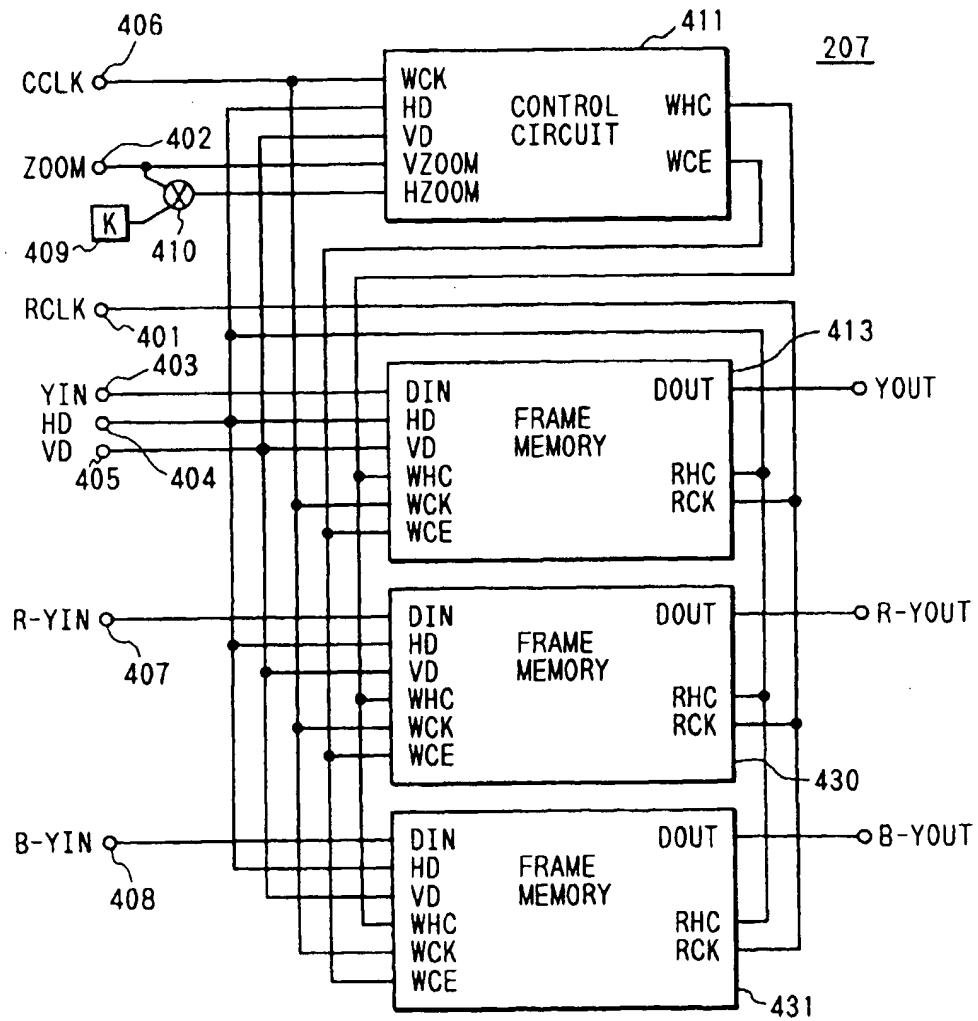 406
411
207
CCLK
WCK
HD
VD
VZOOM
HZOOM
CONTROL
CIRCUIT
WHC
WCE
402
ZOOM
K
409
410
RCLK
401
413
403
YIN
HD
VD
405
404
DIN
HD
VD
WHC
WCK
WCE
FRAME
MEMORY
DOUT
RHC
RCK
YOUT
R-YIN
407
DIN
HD
VD
WHC
WCK
WCE
FRAME
MEMORY
DOUT
RHC
RCK
R-YOUT
430
B-YIN
408
DIN
HD
VD
WHC
WCK
WCE
FRAME
MEMORY
DOUT
RHC
RCK
B-YOUT
431